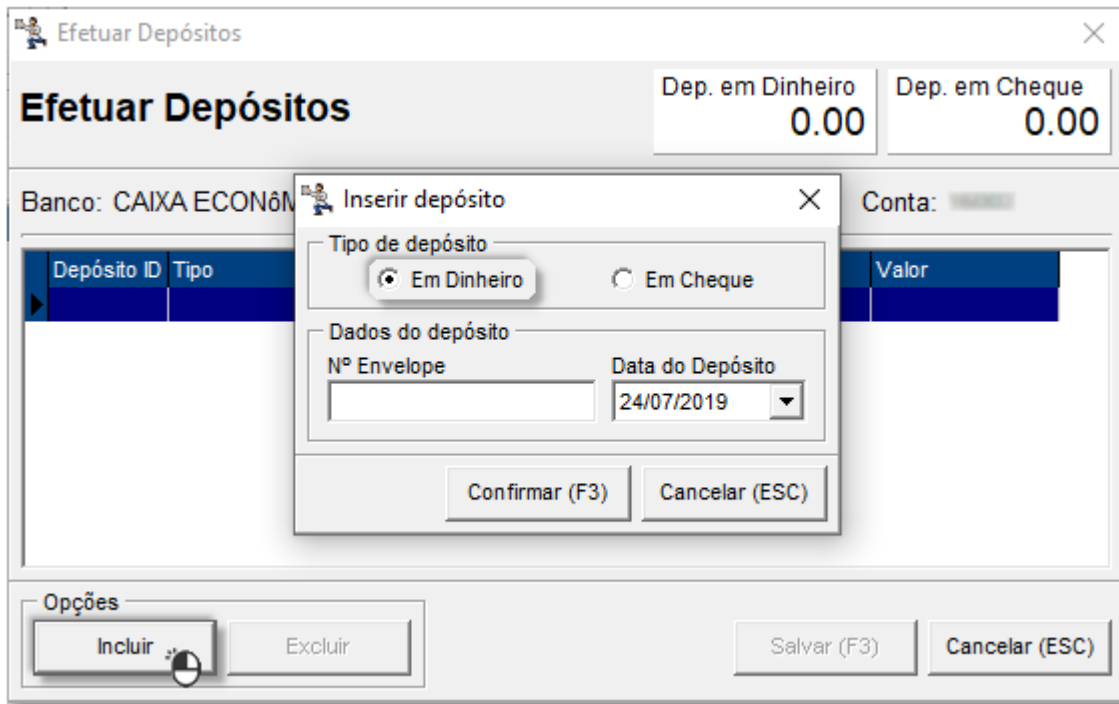 Efetuar Depósitos
Efetuar Depósitos
Dep. em Dinheiro
0.00
Dep. em Cheque
0.00
Banco: CAIXA ECONôM
Conta:
Inserir depósito
Tipo de depósito
Em Dinheiro
Em Cheque
Depósito ID Tipo
Valor
Dados do depósito
Nº Envelope
Data do Depósito
24/07/2019
Confirmar (F3)
Cancelar (ESC)
Opções
Incluir
Excluir
Salvar (F3)
Cancelar (ESC)